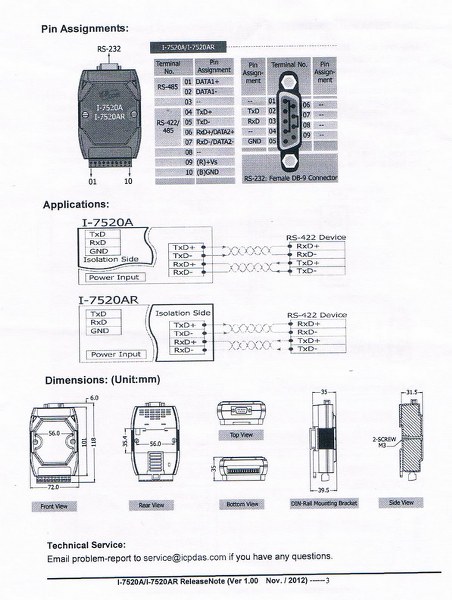 Pin Assignments:
RS-232
I-7520A
I-7520AR
01 10
I-7520A/I-7520AR
Terminal No. Pin Assignment
RS-485 01 DATA1+
02 DATA1-
03 --
RS-422/485 04 TxD+
05 TxD-
06 RxD+/DATA2+
07 RxD-/DATA2-
08 --
09 (R)+Vs
10 (B)GND
Pin Assign-ment Terminal No. Pin Assign-ment
-- 01
06 --
TxD 02
07 --
RxD 03
08 --
-- 04
09 --
GND 05
RS-232: Female DB-9 Connector
Applications:
I-7520A
TxD
RxD
GND
Isolation Side
Power Input
TxD+
TxD-
RxD+
RxD-
RS-422 Device
RxD+
RxD-
TxD+
TxD-
I-7520AR
TxD
RxD
GND
Power Input
Isolation Side
TxD+
TxD-
RxD+
RxD-
RS-422 Device
RxD+
RxD-
TxD+
TxD-
Dimensions: (Unit:mm)
6.0
56.0
101
118
72.0
Front View
35.4
56.0
Rear View
Top View
35
Bottom View
35
39.5
DIN-Rail Mounting Bracket
31.5
2-SCREW
M3
Side View
Technical Service:
Email problem-report to service@icpdas.com if you have any questions.
I-7520A/I-7520AR ReleaseNote (Ver 1.00 Nov. / 2012) ------3